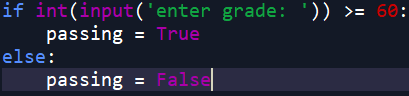 if int(input('enter grade: ')) >= 60:
    passing = True
else:
    passing = False